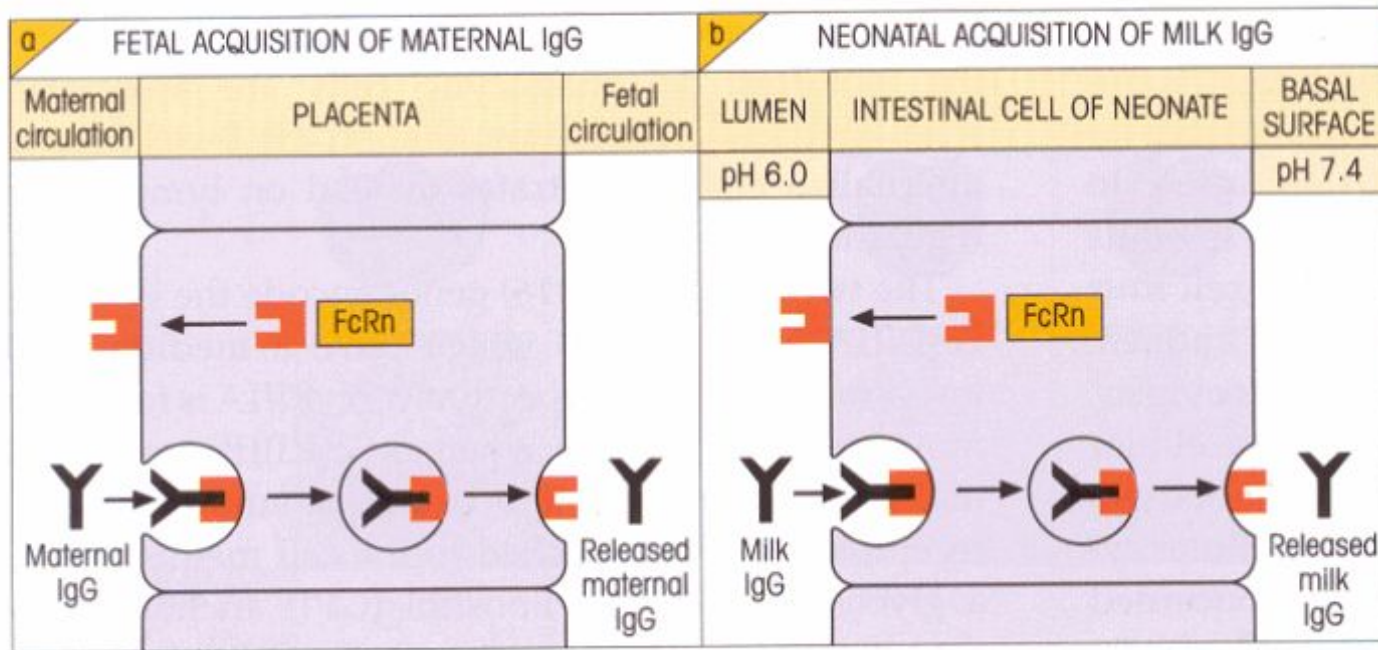 a
FETAL ACQUISITION OF MATERNAL IgG
Maternal
circulation
PLACENTA
Fetal
circulation
FcRn
Maternal
IgG
Released
maternal
IgG
b
NEONATAL ACQUISITION OF MILK IgG
LUMEN
INTESTINAL CELL OF NEONATE
BASAL
SURFACE
pH 6.0
pH 7.4
FcRn
Milk
IgG
Released
milk
IgG